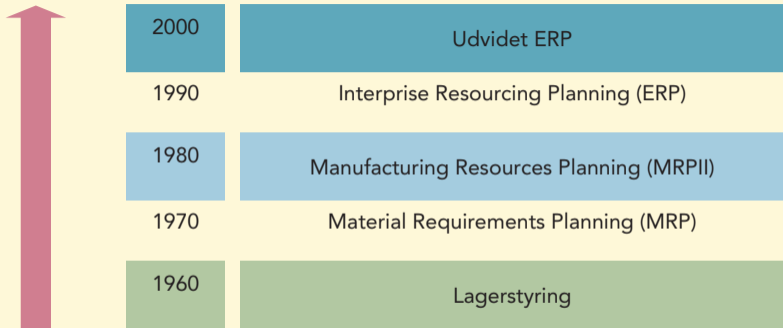 2000 Udvidet ERP
1990 Interprise Resourcing Planning (ERP)
1980 Manufacturing Resources Planning (MRPII)
1970 Material Requirements Planning (MRP)
1960 Lagerstyring